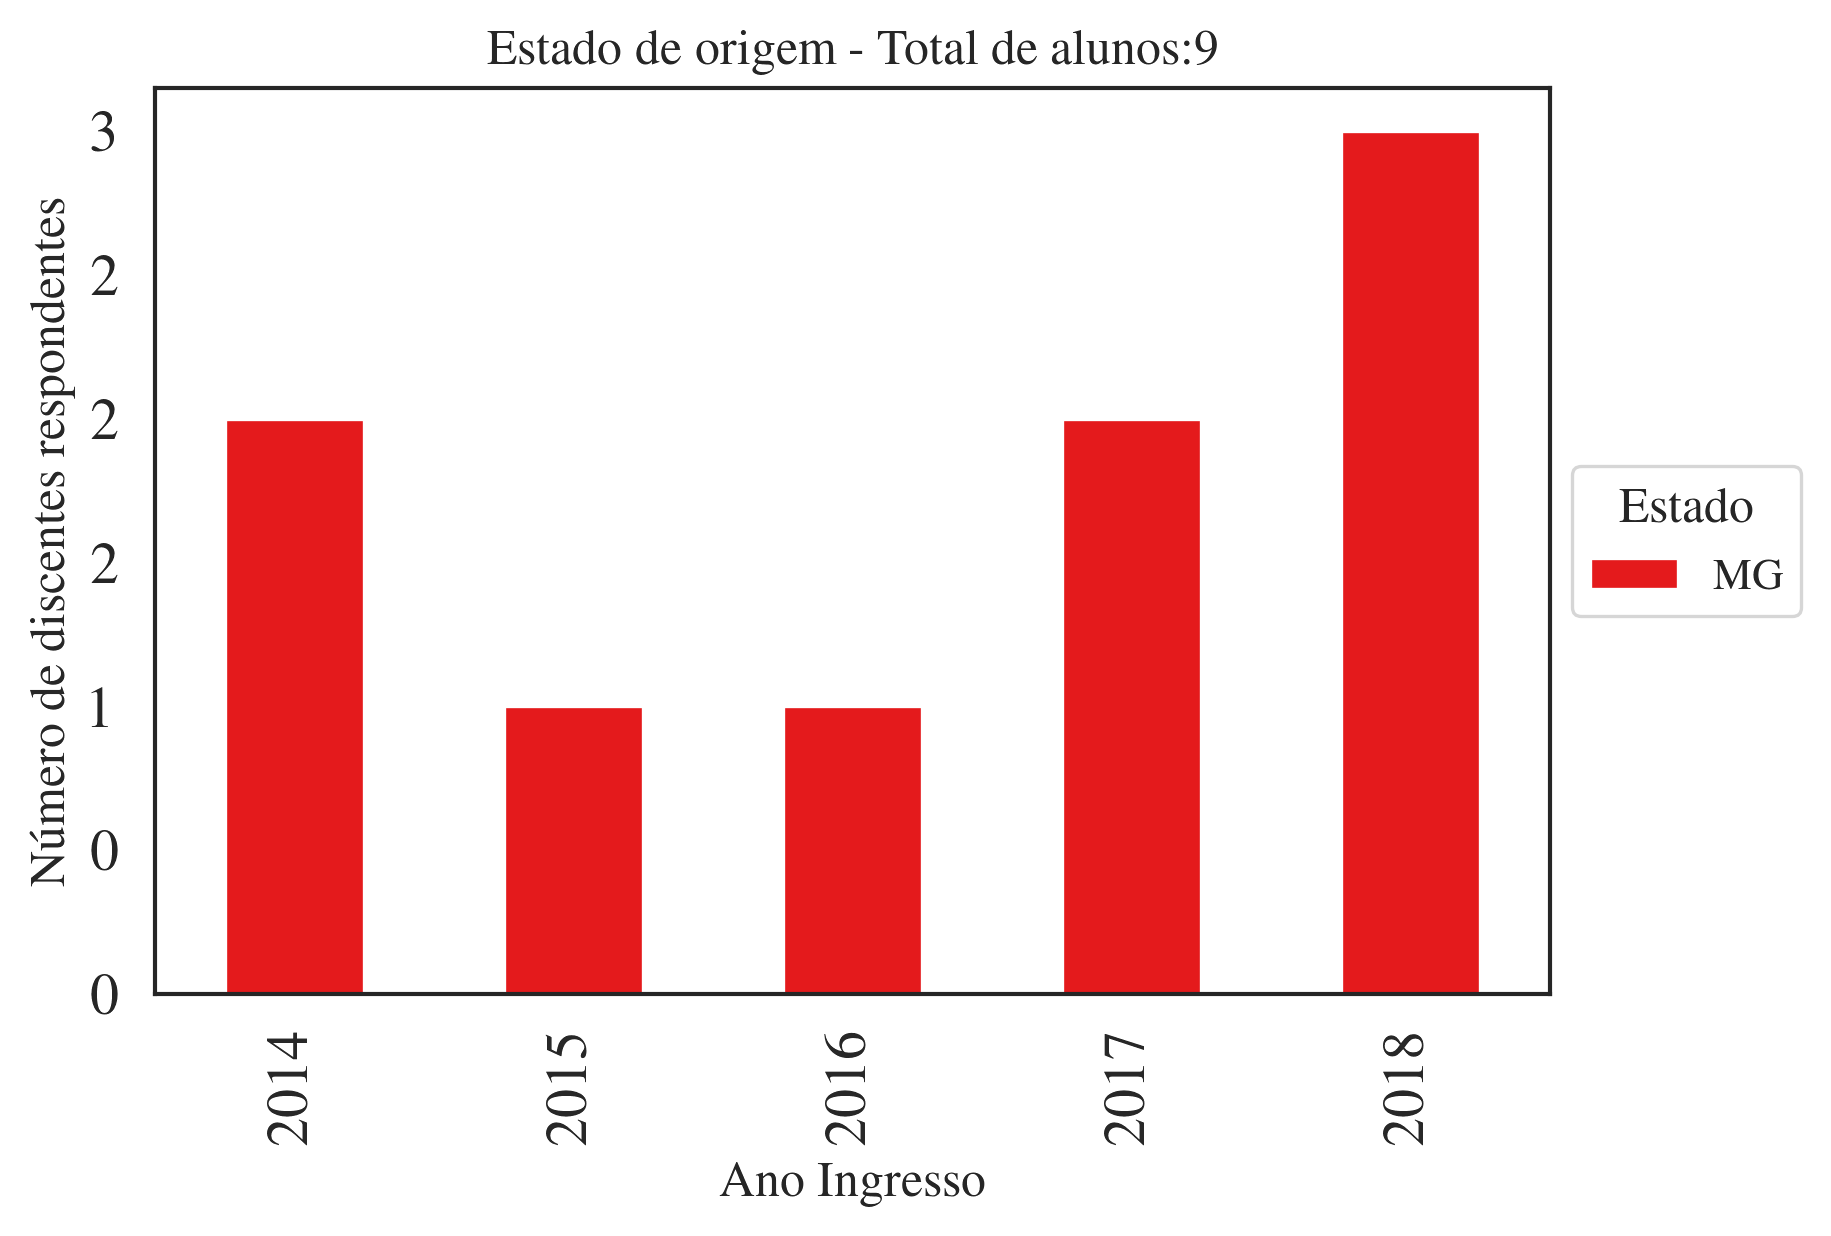 Estado de origem - Total de alunos:9
Número de discentes respondentes
3
2
2
2
1
0
0
2014
2015
2016
2017
2018
Ano Ingresso
Estado
MG